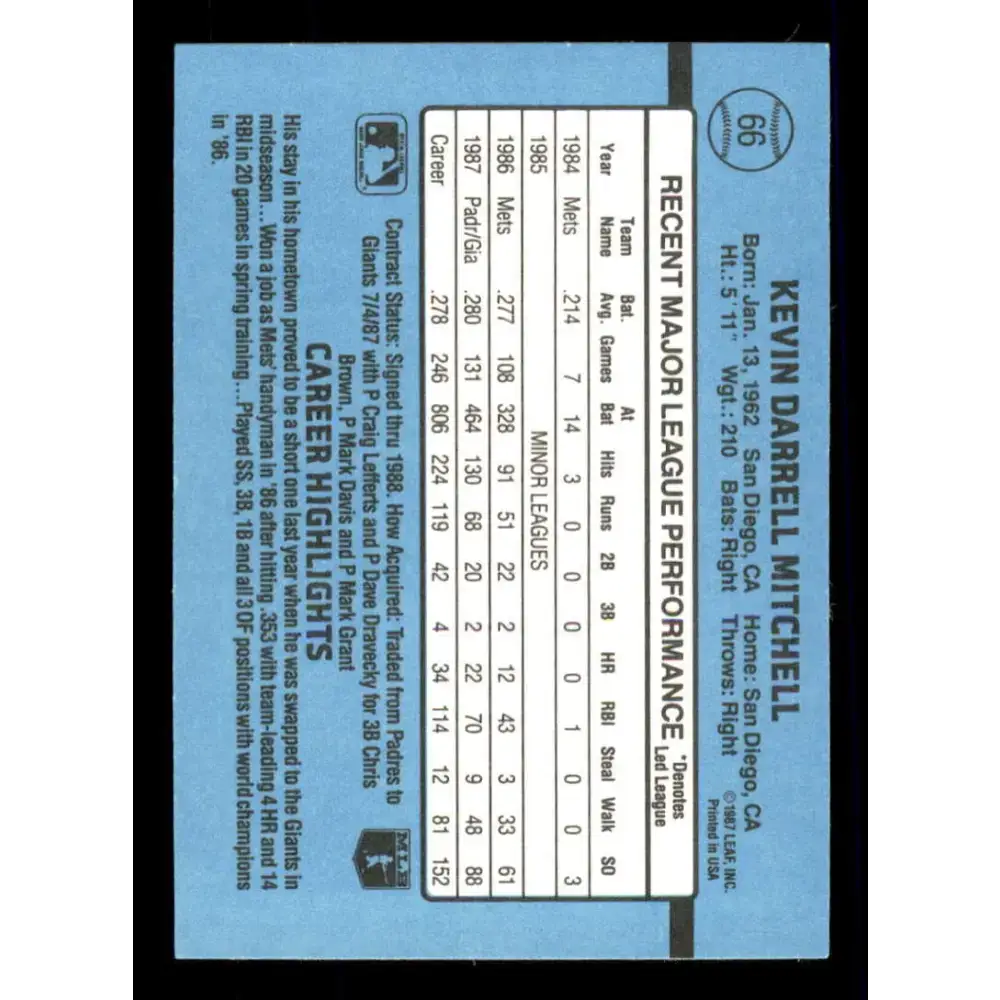 66
KEVIN DARRELL MITCHELL
Born: Jan. 13, 1962 San Diego, CA Home: San Diego, CA
Ht.: 5'11" Wgt.: 210 Bats: Right Throws: Right
©1987 LEAF, INC.
Printed in USA
RECENT MAJOR LEAGUE PERFORMANCE
*Denotes
Led League
Year Team Name Bat. Avg. Games At Bat Hits Runs 2B 3B HR RBI Steal Walk SO
1984 Mets .214 7 14 3 0 0 0 0 1 0 0 3
1985 MINOR LEAGUES
1986 Mets .277 108 328 91 51 22 2 12 43 3 33 61
1987 Padr/Gia .280 131 464 130 68 20 2 22 70 9 48 88
Career .278 246 806 224 119 42 4 34 114 12 81 152
Contract Status: Signed thru 1988. How Acquired: Traded from Padres to
Giants 7/4/87 with P Craig Lefferts and P Dave Dravecky for 3B Chris
Brown, P Mark Davis and P Mark Grant
MLB
CAREER HIGHLIGHTS
His stay in his hometown proved to be a short one last year when he was swapped to the Giants in
midseason...Won a job as Mets' handyman in '86 after hitting .353 with team-leading 4 HR and 14
RBI in 20 games in spring training...Played SS, 3B, 1B and all 3 OF positions with world champions
in '86.